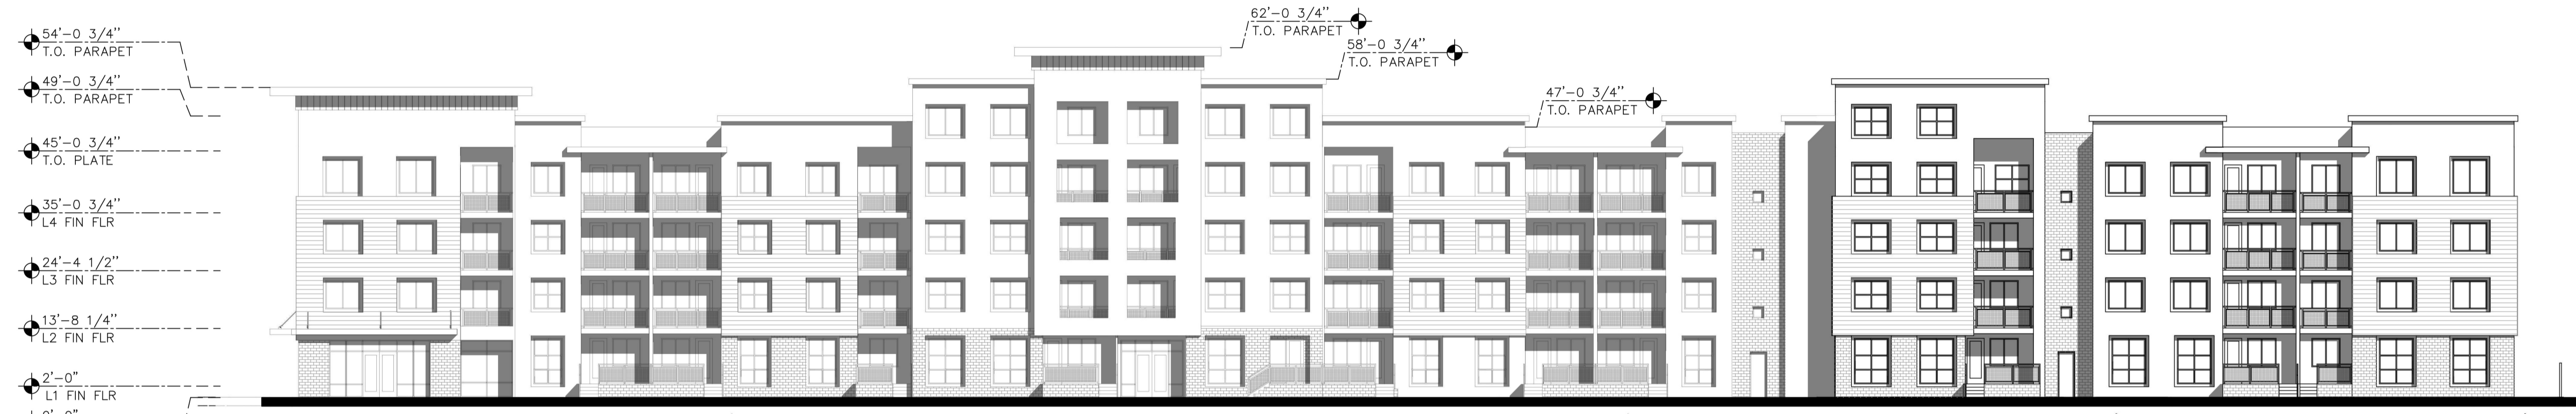 54'-0 3/4"
T.O. PARAPET
49'-0 3/4"
T.O. PARAPET
45'-0 3/4"
T.O. PLATE
35'-0 3/4"
L4 FIN FLR
24'-4 1/2"
L3 FIN FLR
13'-8 1/4"
L2 FIN FLR
2'-0"
L1 FIN FLR
62'-0 3/4"
T.O. PARAPET
58'-0 3/4"
T.O. PARAPET
47'-0 3/4"
T.O. PARAPET